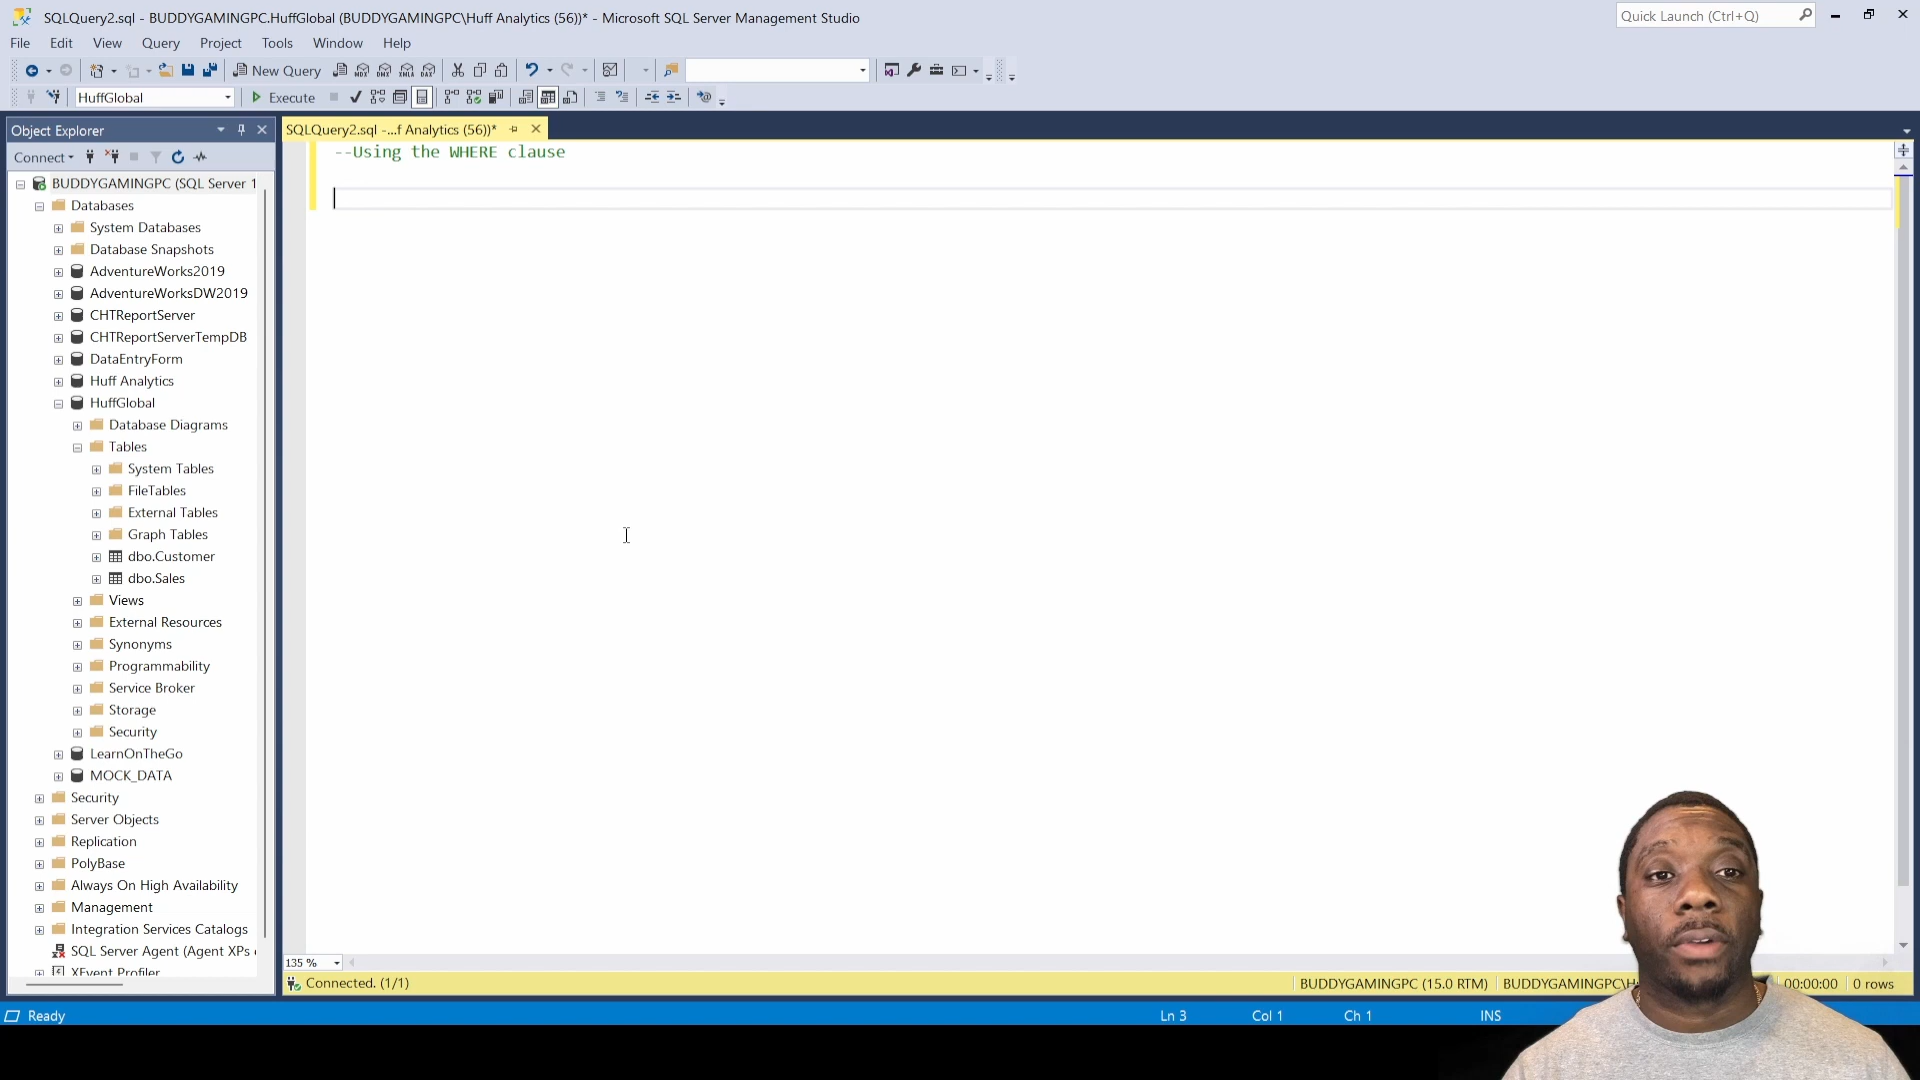 SQLQuery2.sql - BUDDYGAMINGPC.HuffGlobal (BUDDYGAMINGPC\Huff Analytics (56))* - Microsoft SQL Server Management Studio
Quick Launch (Ctrl+Q)
File Edit View Query Project Tools Window Help
New Query MDX DMX XMLA DAX
HuffGlobal Execute
Object Explorer
SQLQuery2.sql -...f Analytics (56))*
Connect
--Using the WHERE clause
BUDDYGAMINGPC (SQL Server 1
Databases
System Databases
Database Snapshots
AdventureWorks2019
AdventureWorksDW2019
CHTReportServer
CHTReportServerTempDB
DataEntryForm
Huff Analytics
HuffGlobal
Database Diagrams
Tables
System Tables
FileTables
External Tables
Graph Tables
dbo.Customer
dbo.Sales
Views
External Resources
Synonyms
Programmability
Service Broker
Storage
Security
LearnOnTheGo
MOCK_DATA
Security
Server Objects
Replication
PolyBase
Always On High Availability
Management
Integration Services Catalogs
SQL Server Agent (Agent XPs
XEvent Profiler
135 %
Connected. (1/1)
BUDDYGAMINGPC (15.0 RTM) BUDDYGAMINGPC\H 00:00:00 0 rows
Ready Ln 3 Col 1 Ch 1 INS